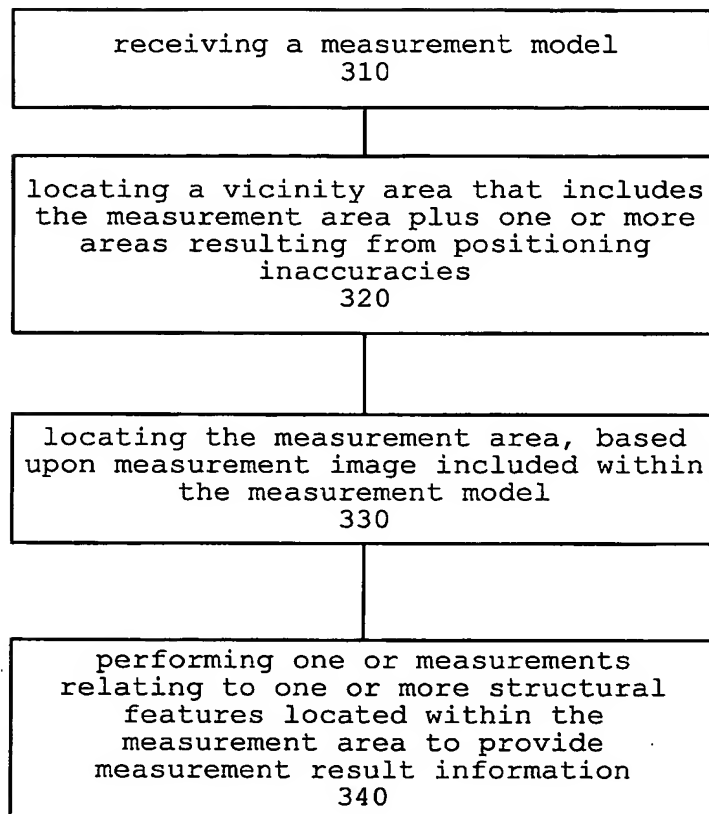 receiving a measurement model
310
locating a vicinity area that includes
the measurement area plus one or more
areas resulting from positioning
inaccuracies
320
locating the measurement area, based
upon measurement image included within
the measurement model
330
performing one or measurements
relating to one or more structural
features located within the
measurement area to provide
measurement result information
340